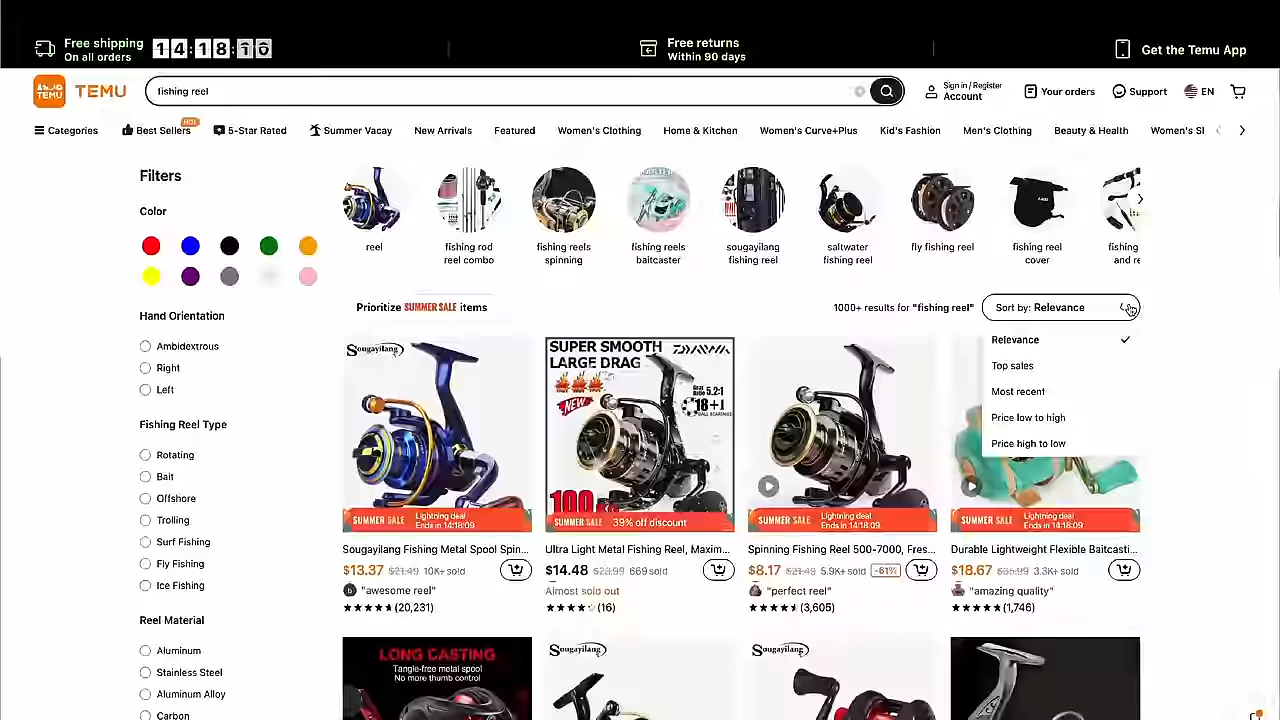 Free shipping
On all orders
14:18:10
Free returns
Within 90 days
Get the Temu App
TEMU
TEMU
fishing reel
Sign in / Register
Account
Your orders
Support
EN
Categories
Best Sellers
HOT
5-Star Rated
Summer Vacay
New Arrivals
Featured
Women's Clothing
Home & Kitchen
Women's Curve+Plus
Kid's Fashion
Men's Clothing
Beauty & Health
Women's Sl
Filters
Color
Hand Orientation
Ambidextrous
Right
Left
Fishing Reel Type
Rotating
Bait
Offshore
Trolling
Surf Fishing
Fly Fishing
Ice Fishing
Reel Material
Aluminum
Stainless Steel
Aluminum Alloy
Carbon
reel
fishing rod
reel combo
fishing reels
spinning
fishing reels
baitcaster
sougayilang
fishing reel
saltwater
fishing reel
fly fishing reel
fishing reel
cover
fishing
and re
Prioritize SUMMER SALE items
1000+ results for "fishing reel"
Sort by: Relevance
Relevance
Top sales
Most recent
Price low to high
Price high to low
Sougayilang
SUMMER SALE
Lightning deal
Ends in 14:18:09
Sougayilang Fishing Metal Spool Spin...
$13.37 $21.49 10K+ sold
"awesome reel"
(20,231)
SUPER SMOOTH
LARGE DRAG
DAIWA
NEW
Gear Ratio 5.2:1
18+1
BALL BEARINGS
100
SUMMER SALE 39% off discount
Ultra Light Metal Fishing Reel, Maxim...
$14.48 $23.99 669 sold
Almost sold out
(16)
SUMMER SALE
Lightning deal
Ends in 14:18:09
Spinning Fishing Reel 500-7000, Fres...
$8.17 $21.49 5.9K+ sold -61%
"perfect reel"
(3,605)
SUMMER SALE
Lightning deal
Ends in 14:18:09
Durable Lightweight Flexible Baitcasti...
$18.67 $35.99 3.3K+ sold
"amazing quality"
(1,746)
LONG CASTING
Tangle-free metal spool
No more thumb control
Sougayilang
Sougayilang